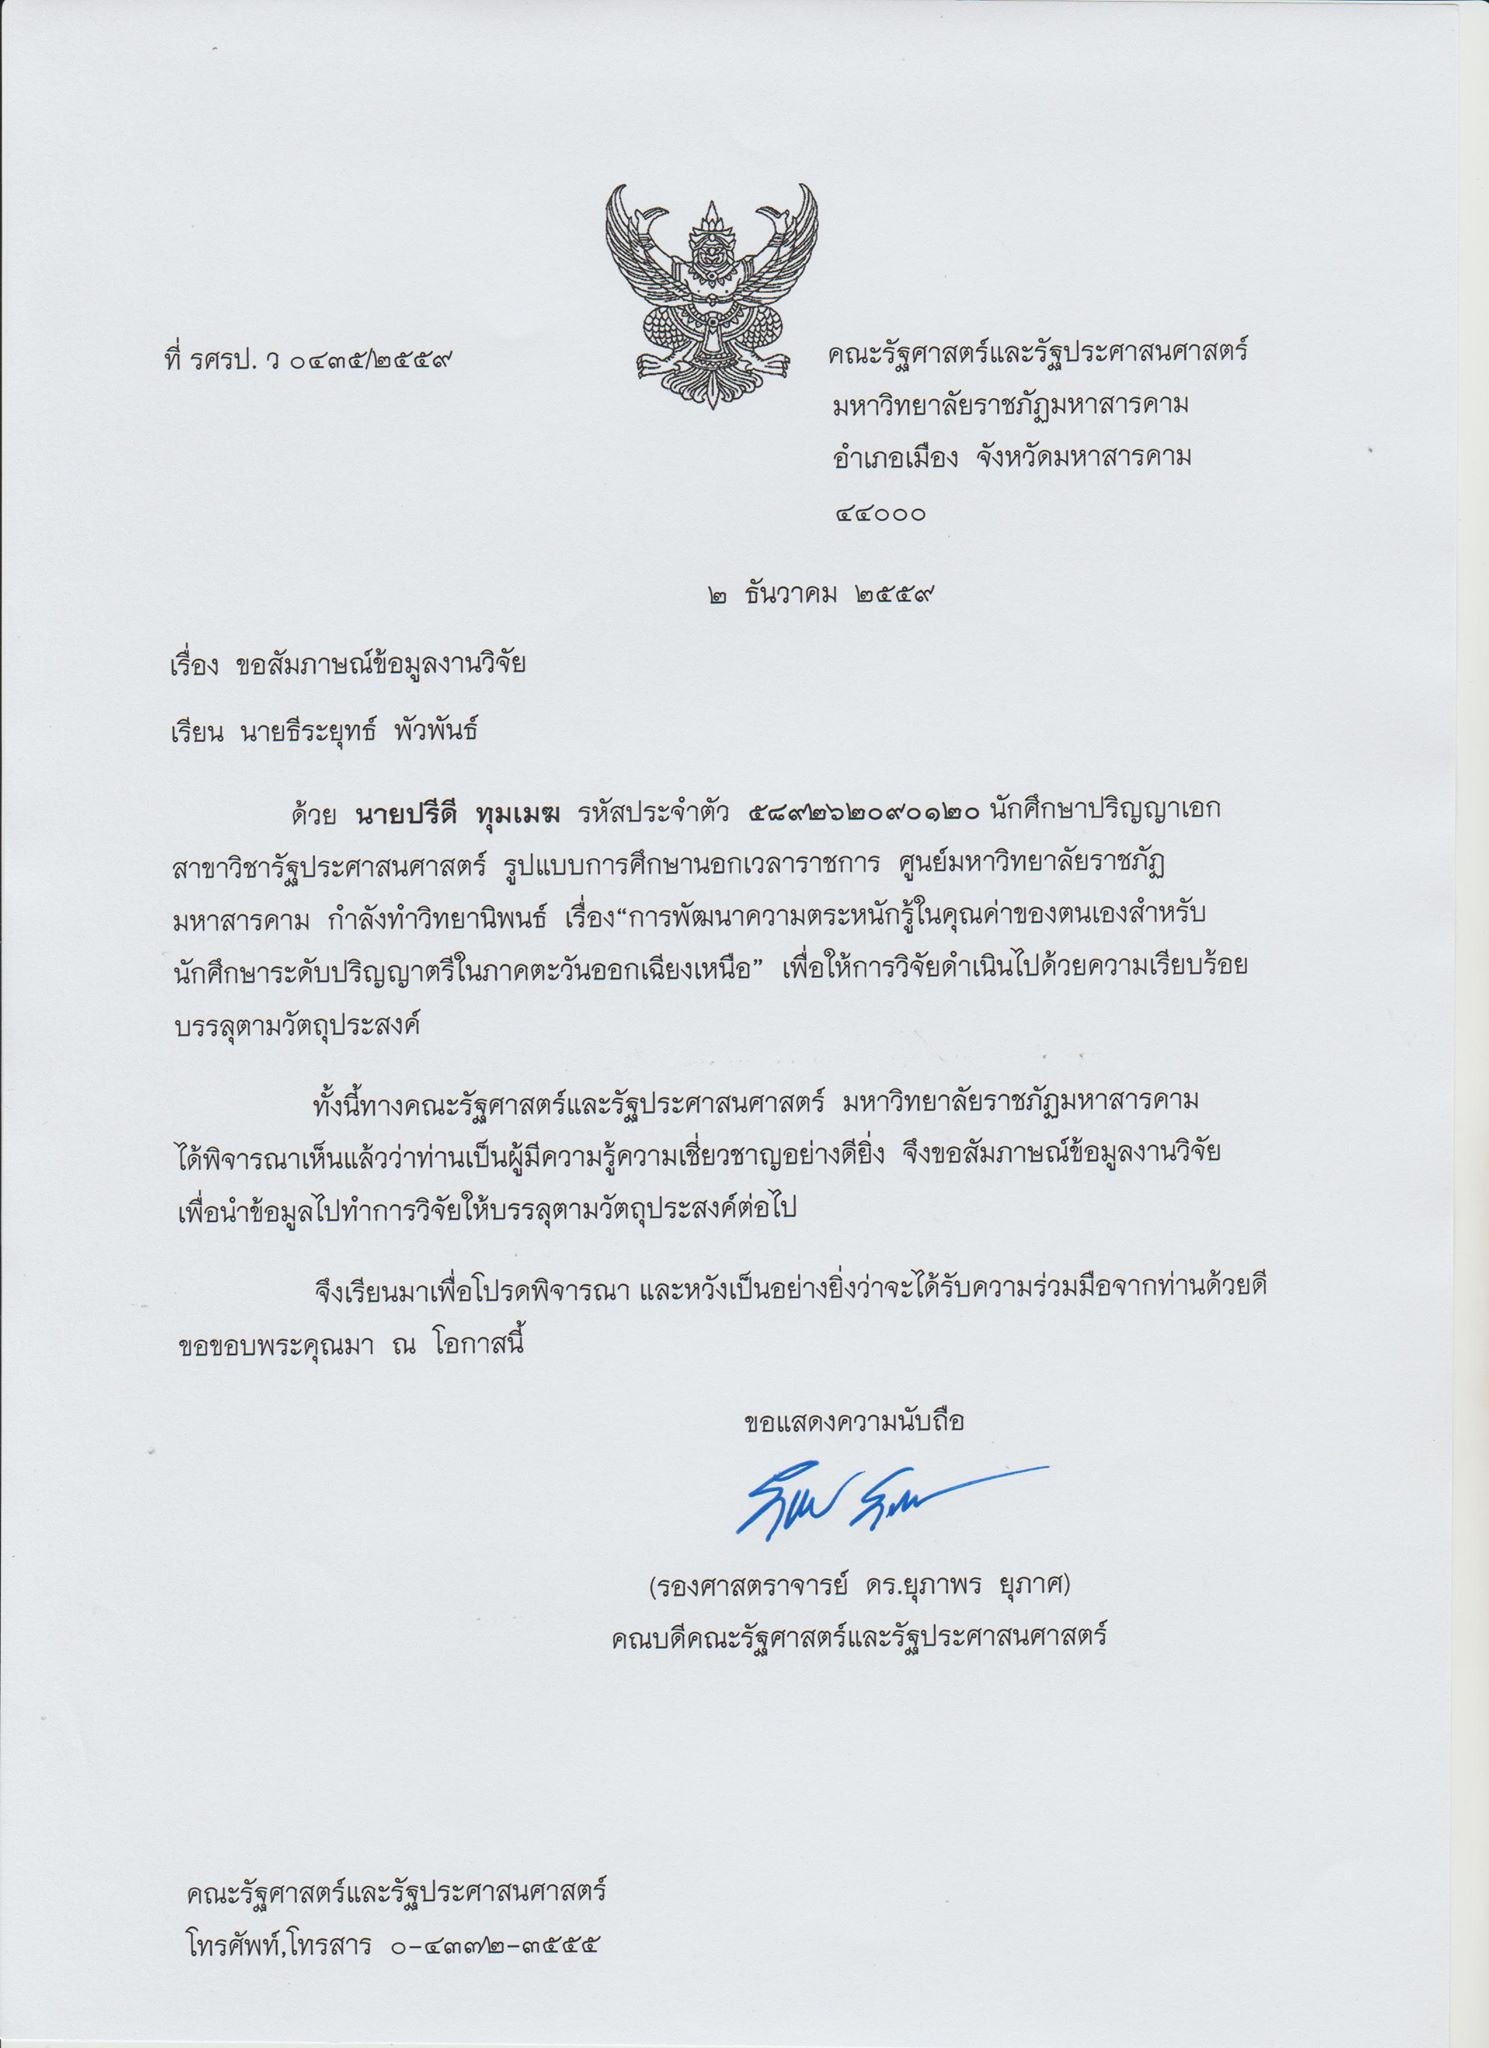 ที่ รศรป. ว ๐๔๓๕/๒๕๕๙
คณะรัฐศาสตร์และรัฐประศาสนศาสตร์
มหาวิทยาลัยราชภัฏมหาสารคาม
อำเภอเมือง จังหวัดมหาสารคาม
๔๔๐๐๐
๒ ธันวาคม ๒๕๕๙
เรื่อง ขอสัมภาษณ์ข้อมูลงานวิจัย
เรียน นายธีระยุทธ์ พัวพันธ์
ด้วย นายปรีดี ทุมเมฆ รหัสประจำตัว ๕๘๙๒๖๒๐๙๐๑๒๐ นักศึกษาปริญญาเอก
สาขาวิชารัฐประศาสนศาสตร์ รูปแบบการศึกษานอกเวลาราชการ ศูนย์มหาวิทยาลัยราชภัฏ
มหาสารคาม กำลังทำวิทยานิพนธ์ เรื่อง“การพัฒนาความตระหนักรู้ในคุณค่าของตนเองสำหรับ
นักศึกษาระดับปริญญาตรีในภาคตะวันออกเฉียงเหนือ” เพื่อให้การวิจัยดำเนินไปด้วยความเรียบร้อย
บรรลุตามวัตถุประสงค์
ทั้งนี้ทางคณะรัฐศาสตร์และรัฐประศาสนศาสตร์ มหาวิทยาลัยราชภัฏมหาสารคาม
ได้พิจารณาเห็นแล้วว่าท่านเป็นผู้มีความรู้ความเชี่ยวชาญอย่างดียิ่ง จึงขอสัมภาษณ์ข้อมูลงานวิจัย
เพื่อนำข้อมูลไปทำการวิจัยให้บรรลุตามวัตถุประสงค์ต่อไป
จึงเรียนมาเพื่อโปรดพิจารณา และหวังเป็นอย่างยิ่งว่าจะได้รับความร่วมมือจากท่านด้วยดี
ขอขอบพระคุณมา ณ โอกาสนี้
ขอแสดงความนับถือ
(รองศาสตราจารย์ ดร.ยุภาพร ยุภาศ)
คณบดีคณะรัฐศาสตร์และรัฐประศาสนศาสตร์
คณะรัฐศาสตร์และรัฐประศาสนศาสตร์
โทรศัพท์,โทรสาร ๐-๔๓๗๒-๓๕๕๕